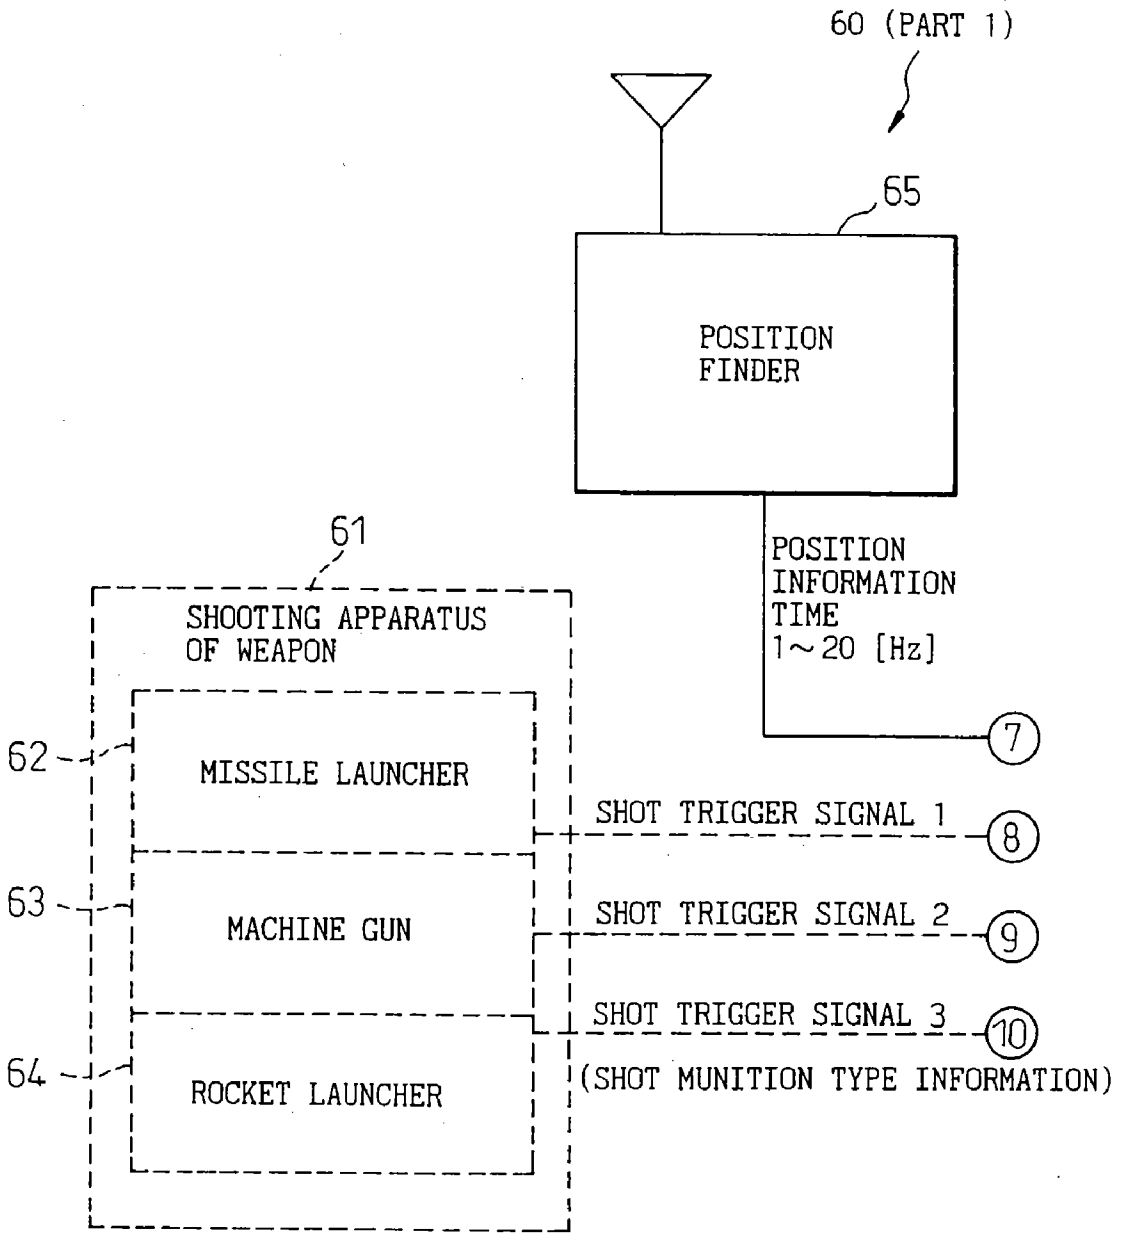 60 (PART 1)
65
POSITION
FINDER
61
POSITION
INFORMATION
TIME
1～20 [Hz]
SHOOTING APPARATUS
OF WEAPON
7
62
MISSILE LAUNCHER
SHOT TRIGGER SIGNAL 1
8
63
MACHINE GUN
SHOT TRIGGER SIGNAL 2
9
SHOT TRIGGER SIGNAL 3
10
64
ROCKET LAUNCHER
(SHOT MUNITION TYPE INFORMATION)